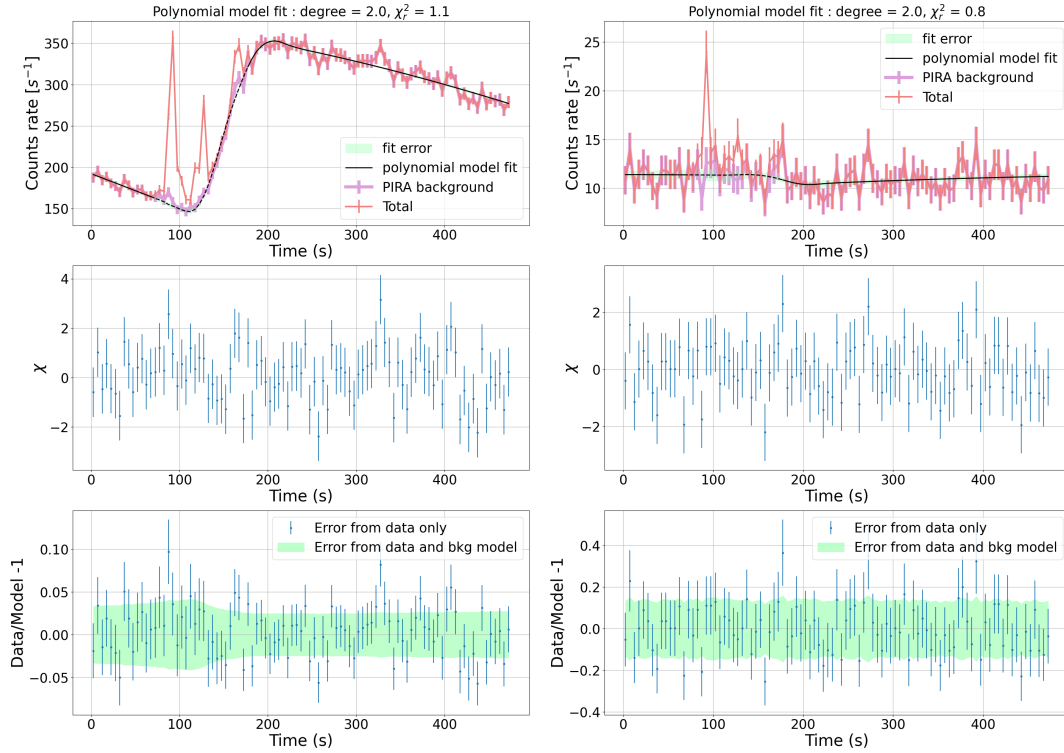 Polynomial model fit : degree = 2.0, χ²ᵣ = 1.1
Counts rate [s⁻¹]
350
300
250
200
150
fit error
polynomial model fit
PIRA background
Total
0 100 200 300 400
Time (s)
Polynomial model fit : degree = 2.0, χ²ᵣ = 0.8
Counts rate [s⁻¹]
25
20
15
10
fit error
polynomial model fit
PIRA background
Total
0 100 200 300 400
Time (s)
χ
4
2
0
−2
0 100 200 300 400
Time (s)
χ
2
0
−2
0 100 200 300 400
Time (s)
Data/Model -1
0.10
0.05
0.00
−0.05
Error from data only
Error from data and bkg model
0 100 200 300 400
Time (s)
Data/Model -1
0.4
0.2
0.0
−0.2
−0.4
Error from data only
Error from data and bkg model
0 100 200 300 400
Time (s)